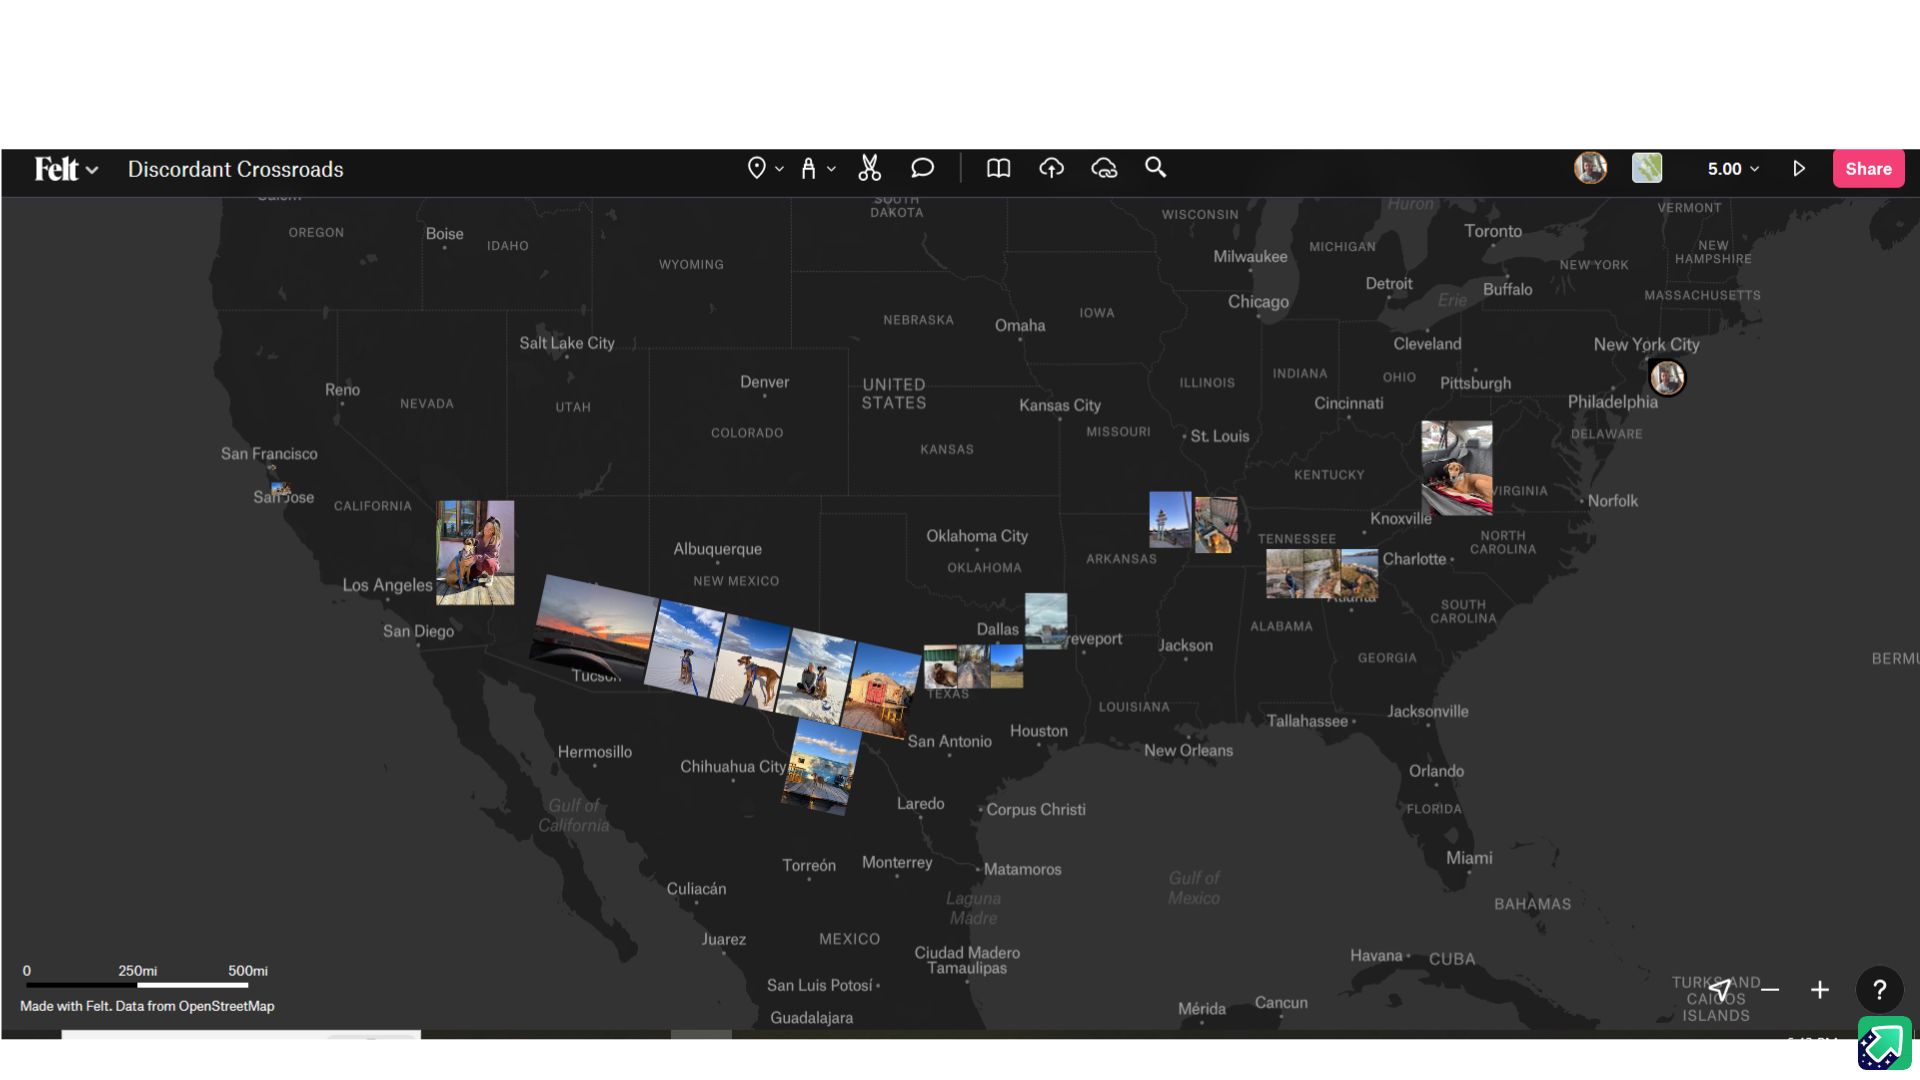 Felt
Discordant Crossroads
5.00
Share
SOUTH
DAKOTA
WISCONSIN
Huron
VERMONT
OREGON
Boise
IDAHO
WYOMING
Milwaukee
MICHIGAN
Toronto
NEW YORK
NEW
HAMPSHIRE
Detroit
Buffalo
Erie
MASSACHUSETTS
Chicago
NEBRASKA
Omaha
IOWA
Salt Lake City
Cleveland
New York City
Reno
NEVADA
UTAH
Denver
UNITED
STATES
ILLINOIS
INDIANA
OHIO
Pittsburgh
Kansas City
Cincinnati
Philadelphia
COLORADO
KANSAS
MISSOURI
St. Louis
DELAWARE
San Francisco
San Jose
CALIFORNIA
KENTUCKY
VIRGINIA
Norfolk
Knoxville
Albuquerque
NEW MEXICO
Oklahoma City
OKLAHOMA
ARKANSAS
TENNESSEE
Charlotte
NORTH
CAROLINA
Los Angeles
San Diego
Atlanta
SOUTH
CAROLINA
Dallas
reveport
Jackson
ALABAMA
GEORGIA
BERMU
Tucson
TEXAS
LOUISIANA
Tallahassee
Jacksonville
Hermosillo
Chihuahua City
San Antonio
Houston
New Orleans
Orlando
FLORIDA
Gulf of
California
Laredo
Corpus Christi
Torreón
Monterrey
Matamoros
Miami
Culiacán
Laguna
Madre
Gulf of
Mexico
BAHAMAS
Juarez
MEXICO
Ciudad Madero
Tamaulipas
Havana
CUBA
San Luis Potosí
Guadalajara
Mérida
Cancun
TURKS AND
CAICOS
ISLANDS
0 250mi 500mi
Made with Felt. Data from OpenStreetMap
?